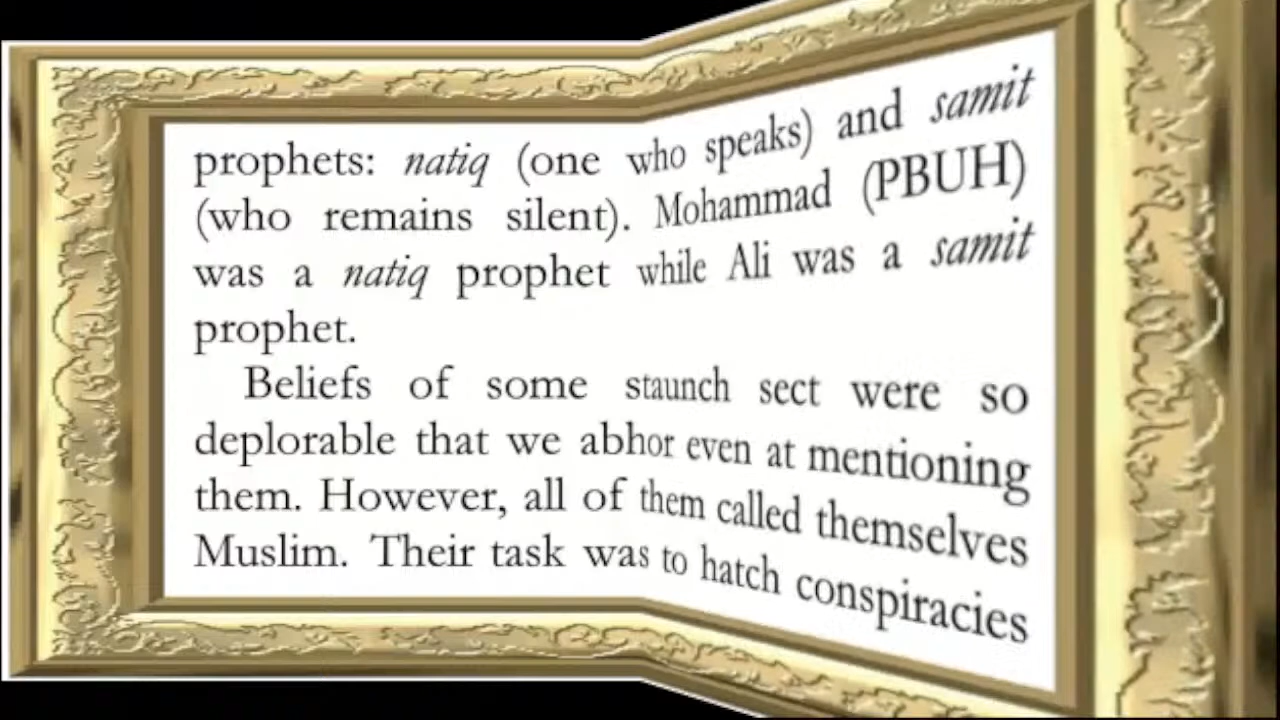 prophets: natiq (one who speaks) and samit
(who remains silent). Mohammad (PBUH)
was a natiq prophet while Ali was a samit
prophet.
Beliefs of some staunch sect were so
deplorable that we abhor even at mentioning
them. However, all of them called themselves
Muslim. Their task was to hatch conspiracies